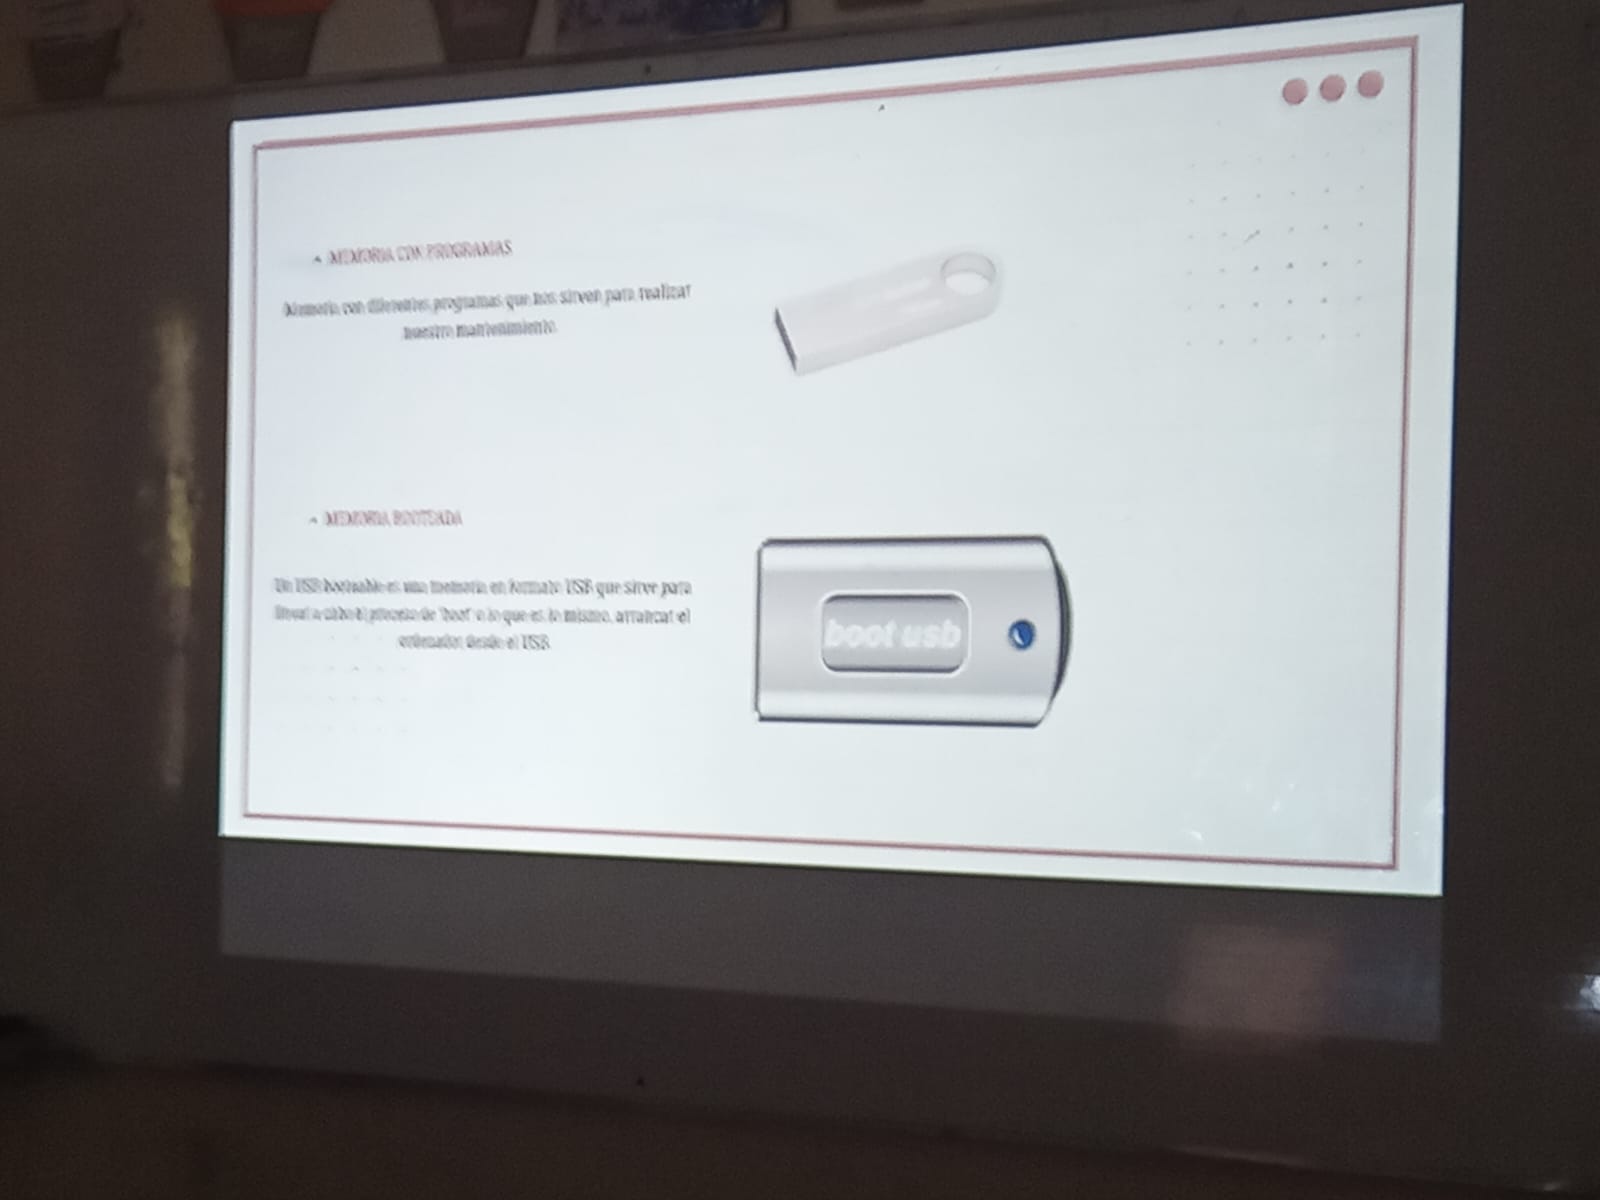 MEMORIA CON PROGRAMAS
Memoria con diferentes programas que nos sirven para realizar
nuestro mantenimiento.
MEMORIA BOOTEADA
Un USB booteable es una memoria en formato USB que sirve para
llevar a cabo el proceso de 'boot' o lo que es lo mismo, arrancar el
ordenador desde el USB.
boot usb